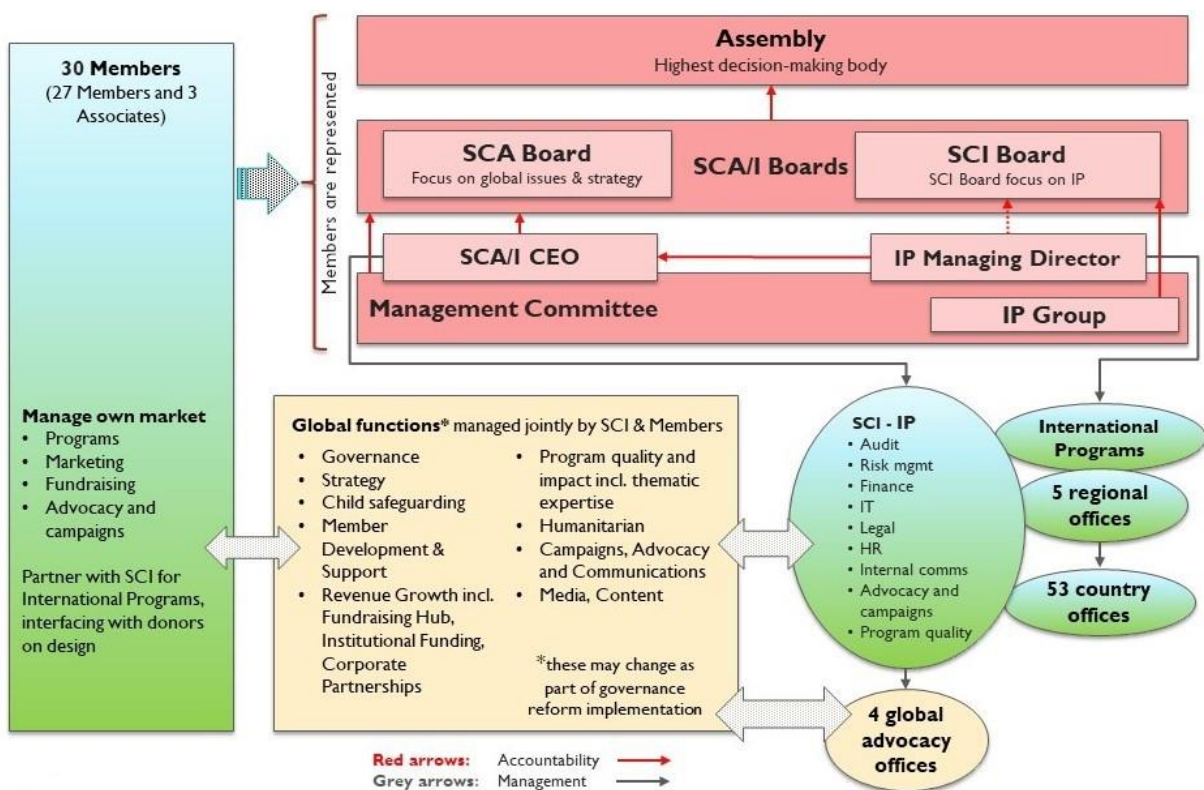 30 Members
(27 Members and 3
Associates)
Manage own market
• Programs
• Marketing
• Fundraising
• Advocacy and
campaigns
Partner with SCI for
International Programs,
interfacing with donors
on design
Members are represented
Assembly
Highest decision-making body
SCA Board
Focus on global issues & strategy
SCA/I Boards
SCI Board
SCI Board focus on IP
SCA/I CEO
IP Managing Director
Management Committee
IP Group
Global functions* managed jointly by SCI & Members
• Governance
• Strategy
• Child safeguarding
• Member
Development &
Support
• Revenue Growth incl.
Fundraising Hub,
Institutional Funding,
Corporate
Partnerships
• Program quality and
impact incl. thematic
expertise
• Humanitarian
• Campaigns, Advocacy
and Communications
• Media, Content
*these may change as
part of governance
reform implementation
SCI - IP
• Audit
• Risk mgmt
• Finance
• IT
• Legal
• HR
• Internal comms
• Advocacy and
campaigns
• Program quality
International
Programs
5 regional
offices
53 country
offices
4 global
advocacy
offices
Red arrows: Accountability
Grey arrows: Management